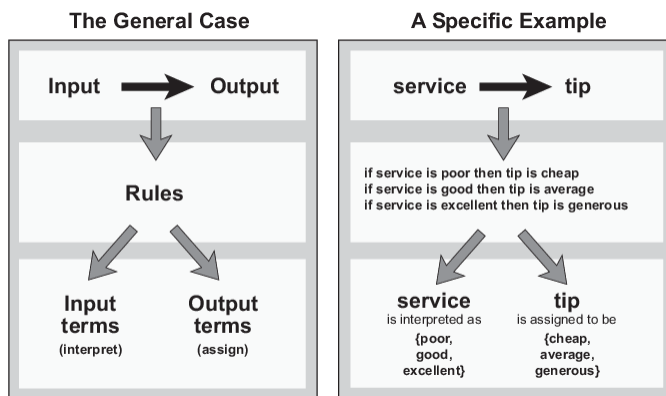 The General Case
Input
Output
Rules
Input
terms
(interpret)
Output
terms
(assign)
A Specific Example
service
tip
if service is poor then tip is cheap
if service is good then tip is average
if service is excellent then tip is generous
service
is interpreted as
{poor,
good,
excellent}
tip
is assigned to be
{cheap,
average,
generous}